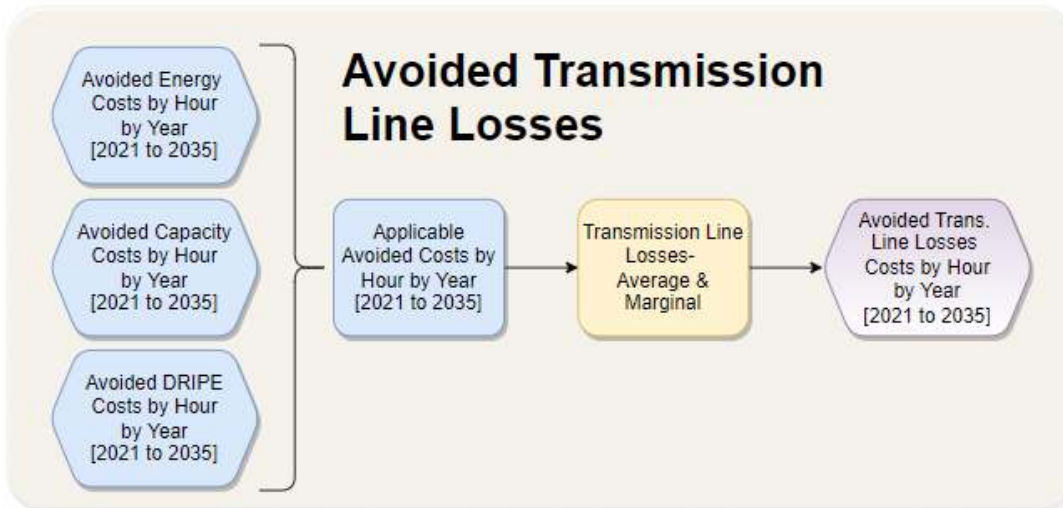 Avoided Transmission
Line Losses
Avoided Energy
Costs by Hour
by Year
[2021 to 2035]
Avoided Capacity
Costs by Hour
by Year
[2021 to 2035]
Avoided DRIPE
Costs by Hour
by Year
[2021 to 2035]
Applicable
Avoided Costs by
Hour by Year
[2021 to 2035]
Transmission Line
Losses-
Average &
Marginal
Avoided Trans.
Line Losses
Costs by Hour
by Year
[2021 to 2035]